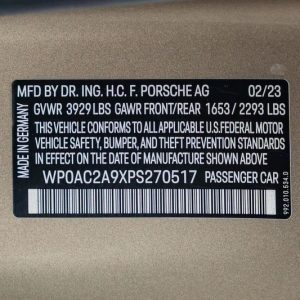 MFD BY DR. ING. H.C. F. PORSCHE AG 02/23
GVWR 3929 LBS GAWR FRONT/REAR 1653 / 2293 LBS
THIS VEHICLE CONFORMS TO ALL APPLICABLE U.S.FEDERAL MOTOR
VEHICLE SAFETY, BUMPER, AND THEFT PREVENTION STANDARDS
IN EFFECT ON THE DATE OF MANUFACTURE SHOWN ABOVE.
WP0AC2A9XPS270517 PASSENGER CAR
MADE IN GERMANY
992.010.534.D